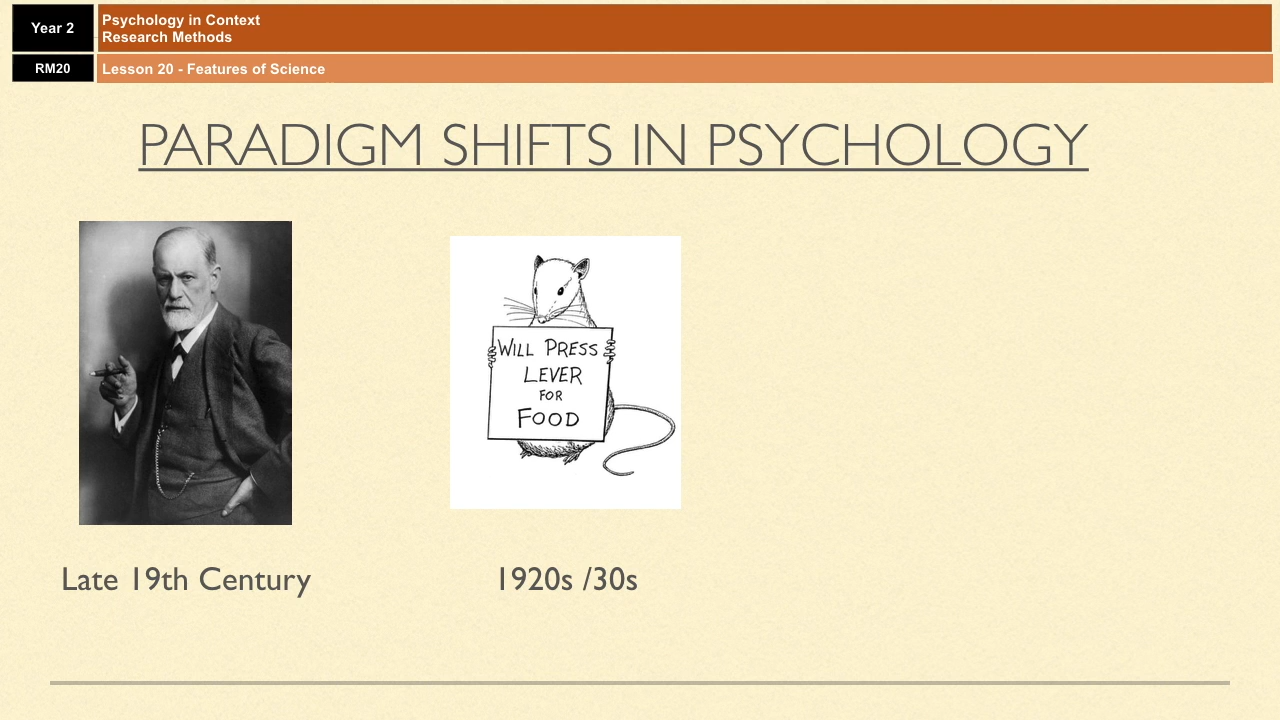 Year 2
Psychology in Context
Research Methods
RM20
Lesson 20 - Features of Science
PARADIGM SHIFTS IN PSYCHOLOGY
WILL PRESS
LEVER
FOR
FOOD
Late 19th Century
1920s /30s